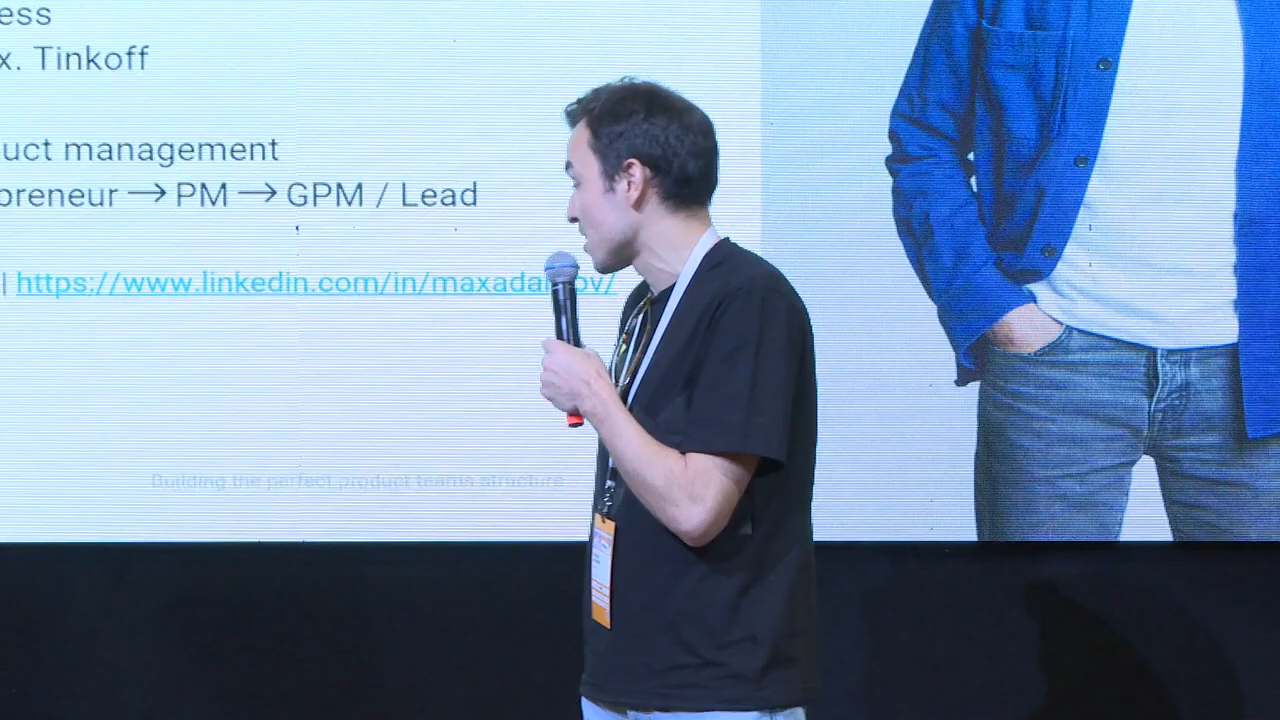 ess
x. Tinkoff
uct management
preneur → PM → GPM / Lead
| https://www.linkedin.com/in/maxada ov/
Building the perfect product teams structure